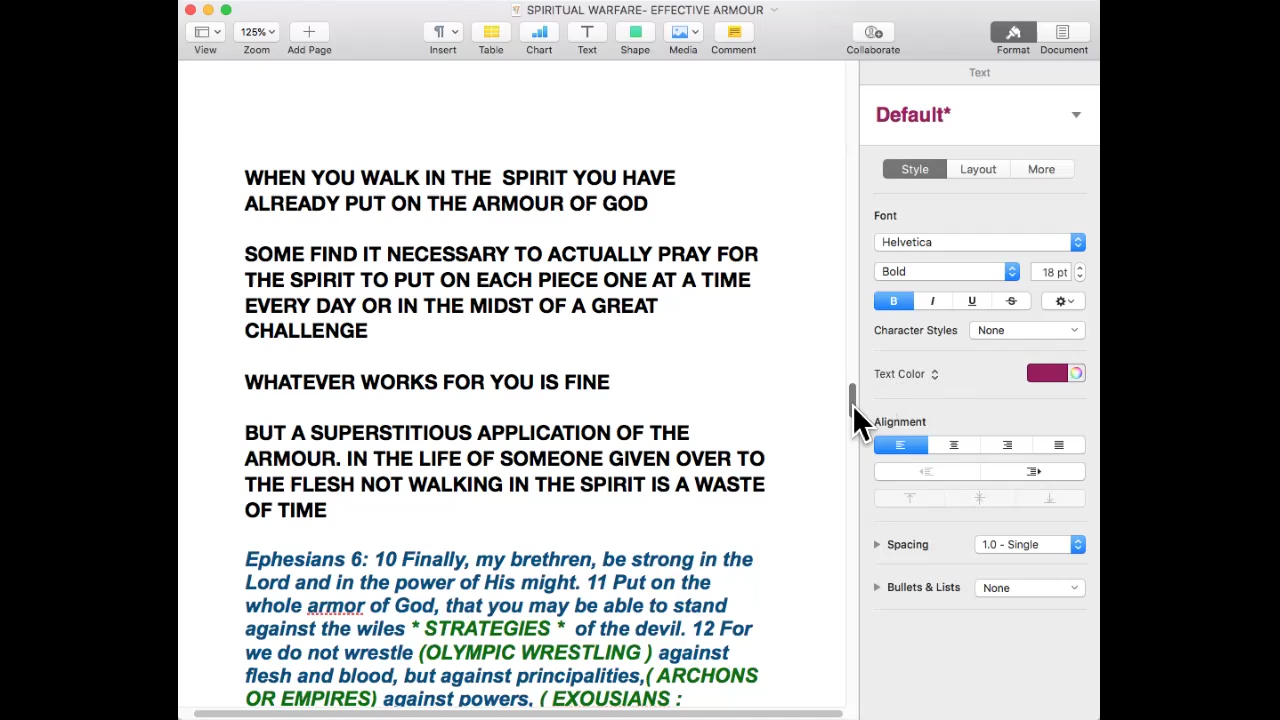 SPIRITUAL WARFARE- EFFECTIVE ARMOUR
125%
View Zoom Add Page Insert Table Chart Text Shape Media Comment Collaborate Format Document
Text
Default*
Style Layout More
Font
Helvetica
Bold 18 pt
B I U S
Character Styles None
Text Color
Alignment
Spacing 1.0 - Single
Bullets & Lists None
WHEN YOU WALK IN THE  SPIRIT YOU HAVE
ALREADY PUT ON THE ARMOUR OF GOD
SOME FIND IT NECESSARY TO ACTUALLY PRAY FOR
THE SPIRIT TO PUT ON EACH PIECE ONE AT A TIME
EVERY DAY OR IN THE MIDST OF A GREAT
CHALLENGE
WHATEVER WORKS FOR YOU IS FINE
BUT A SUPERSTITIOUS APPLICATION OF THE
ARMOUR. IN THE LIFE OF SOMEONE GIVEN OVER TO
THE FLESH NOT WALKING IN THE SPIRIT IS A WASTE
OF TIME
Ephesians 6: 10 Finally, my brethren, be strong in the
Lord and in the power of His might. 11 Put on the
whole armor of God, that you may be able to stand
against the wiles * STRATEGIES *  of the devil. 12 For
we do not wrestle (OLYMPIC WRESTLING ) against
flesh and blood, but against principalities,( ARCHONS
OR EMPIRES) against powers, ( EXOUSIANS :